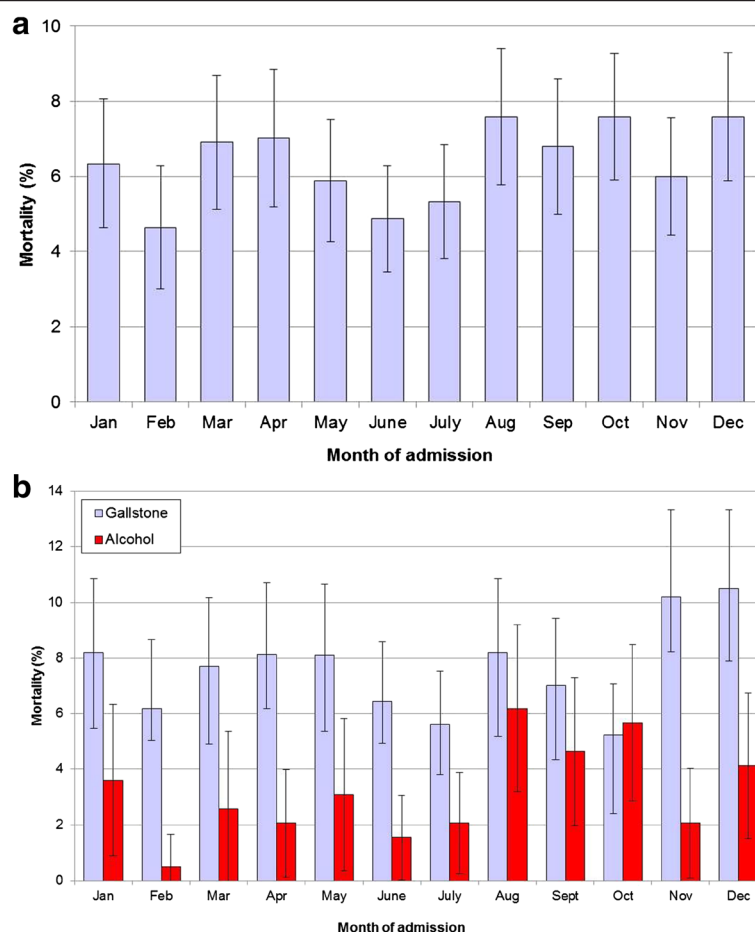 a
10
8
6
4
2
0
Mortality (%)
Jan Feb Mar Apr May June July Aug Sep Oct Nov Dec
Month of admission
b
14
12
10
8
6
4
2
0
Mortality (%)
Gallstone
Alcohol
Jan Feb Mar Apr May June July Aug Sept Oct Nov Dec
Month of admission